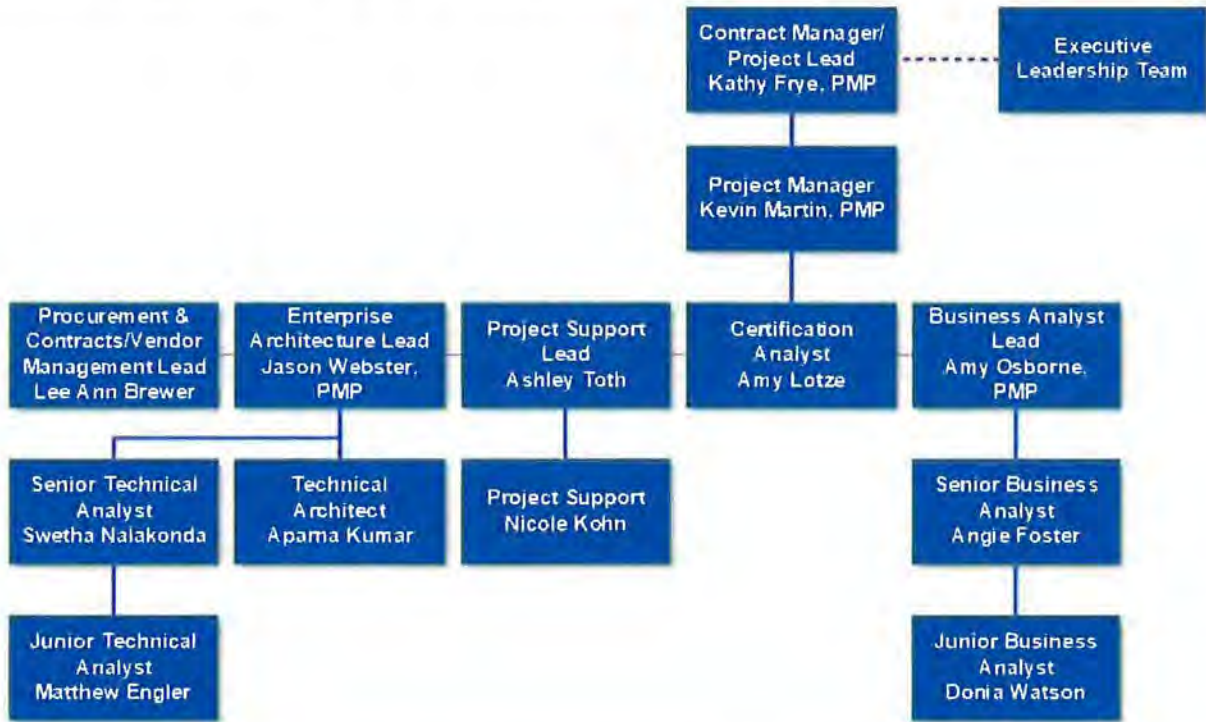 Contract Manager/
Project Lead
Kathy Frye, PMP
Executive
Leadership Team
Project Manager
Kevin Martin, PMP
Procurement &
Contracts/Vendor
Management Lead
Lee Ann Brewer
Enterprise
Architecture Lead
Jason Webster,
PMP
Project Support
Lead
Ashley Toth
Certification
Analyst
Amy Lotze
Business Analyst
Lead
Amy Osborne,
PMP
Senior Technical
Analyst
Swetha Nalakonda
Technical
Architect
Aparna Kumar
Project Support
Nicole Kohn
Senior Business
Analyst
Angie Foster
Junior Technical
Analyst
Matthew Engler
Junior Business
Analyst
Donia Watson